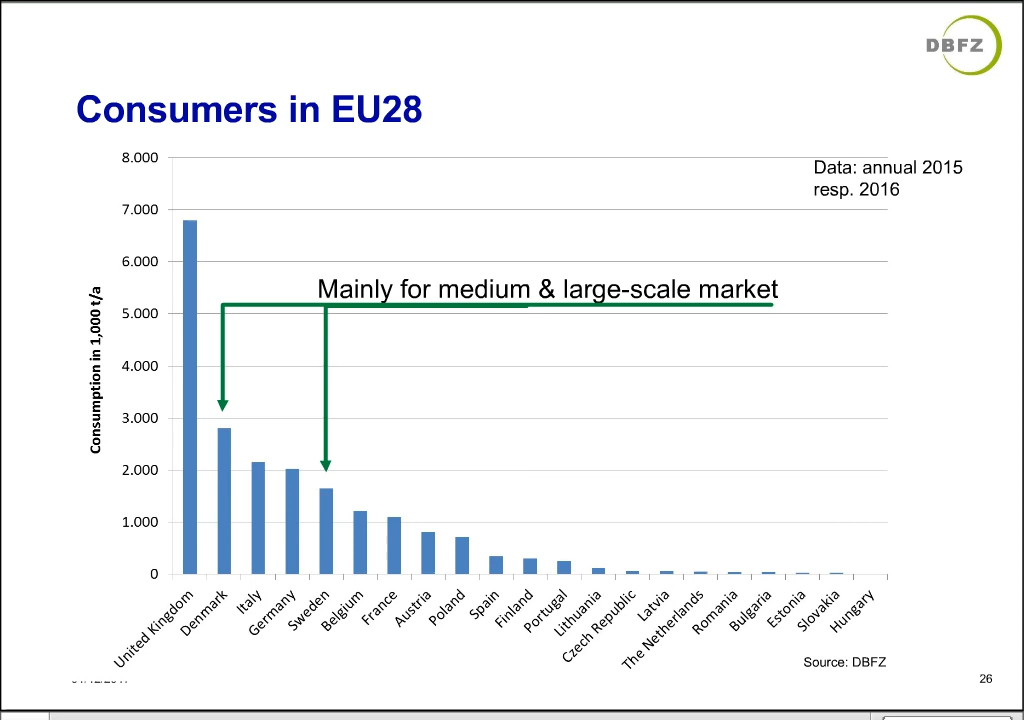 DBFZ
Consumers in EU28
Data: annual 2015
resp. 2016
Mainly for medium & large-scale market
Consumption in 1,000 t/a
8.000
7.000
6.000
5.000
4.000
3.000
2.000
1.000
0
United Kingdom
Denmark
Italy
Germany
Sweden
Belgium
France
Austria
Poland
Spain
Finland
Portugal
Lithuania
Czech Republic
Latvia
The Netherlands
Romania
Bulgaria
Estonia
Slovakia
Hungary
Source: DBFZ
26